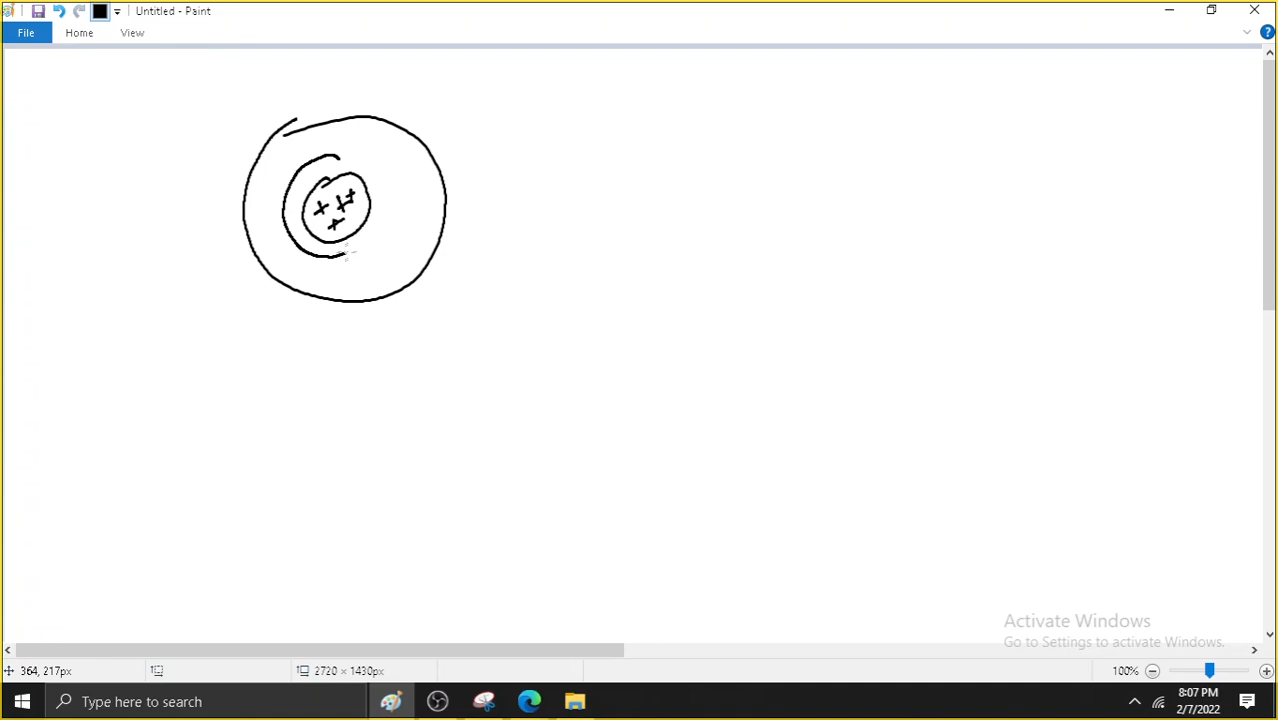 Untitled - Paint
File Home View
+ + +
+
Activate Windows
Go to Settings to activate Windows.
364, 217px
2720 × 1430px
100%
Type here to search
8:07 PM
2/7/2022